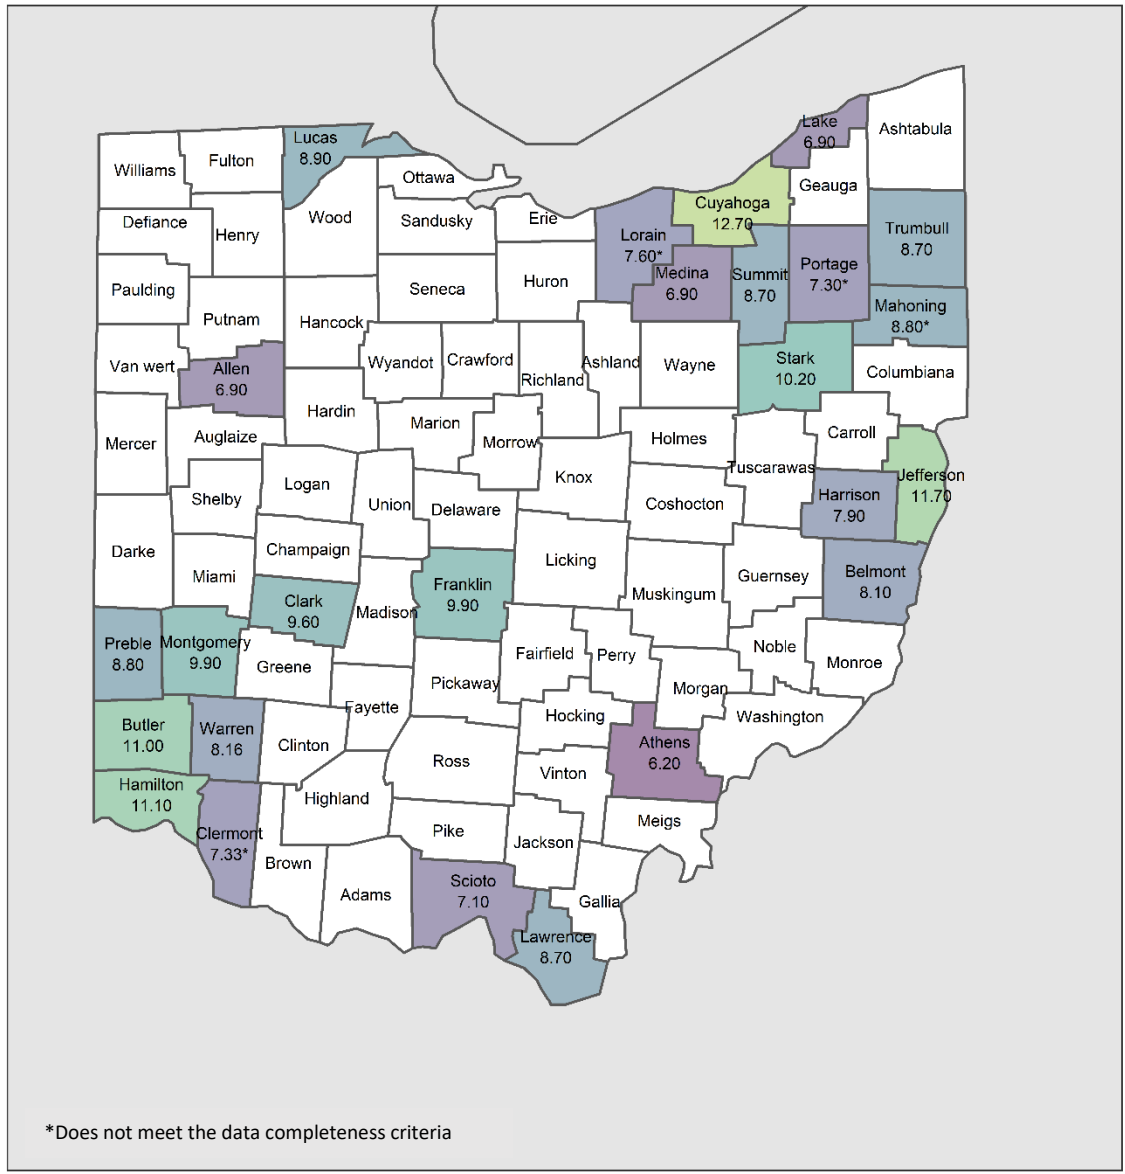 Lake
6.90
Ashtabula
Lucas
8.90
Williams
Fulton
Ottawa
Geauga
Cuyahoga
12.70
Defiance
Henry
Wood
Sandusky
Erie
Lorain
7.60*
Trumbull
8.70
Medina
6.90
Summit
8.70
Portage
7.30*
Paulding
Seneca
Huron
Mahoning
8.80*
Putnam
Hancock
Van wert
Allen
6.90
Wyandot
Crawford
Richland
Ashland
Wayne
Stark
10.20
Columbiana
Hardin
Mercer
Auglaize
Marion
Morrow
Holmes
Carroll
Knox
Tuscarawas
Jefferson
11.70
Logan
Shelby
Union
Delaware
Coshocton
Harrison
7.90
Darke
Champaign
Miami
Licking
Guernsey
Belmont
8.10
Clark
9.60
Madison
Franklin
9.90
Muskingum
Preble
8.80
Montgomery
9.90
Greene
Fairfield
Perry
Noble
Monroe
Pickaway
Morgan
Fayette
Hocking
Washington
Butler
11.00
Warren
8.16
Clinton
Ross
Vinton
Athens
6.20
Hamilton
11.10
Highland
Clermont
7.33*
Pike
Jackson
Meigs
Brown
Adams
Scioto
7.10
Gallia
Lawrence
8.70
*Does not meet the data completeness criteria